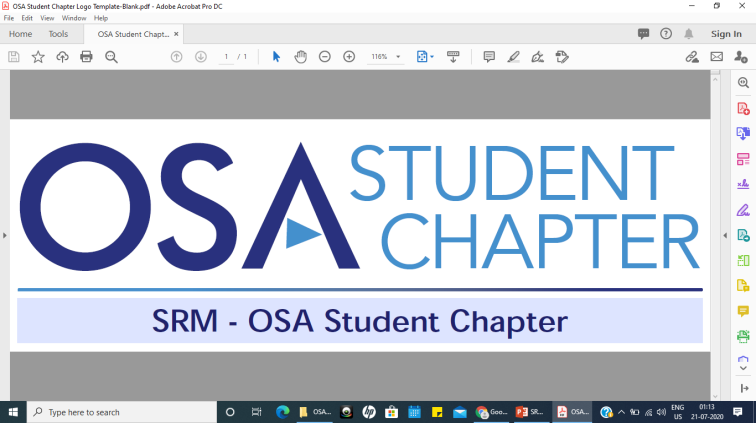 OSA Student Chapter Logo Template-Blank.pdf - Adobe Acrobat Pro DC
File Edit View Window Help
Home Tools OSA Student Chapt... × Sign In
1 / 1 116%
OSA STUDENT
CHAPTER
SRM - OSA Student Chapter
Type here to search
OSA... Goo... SR... OSA... ENG 01:13
US 21-07-2020